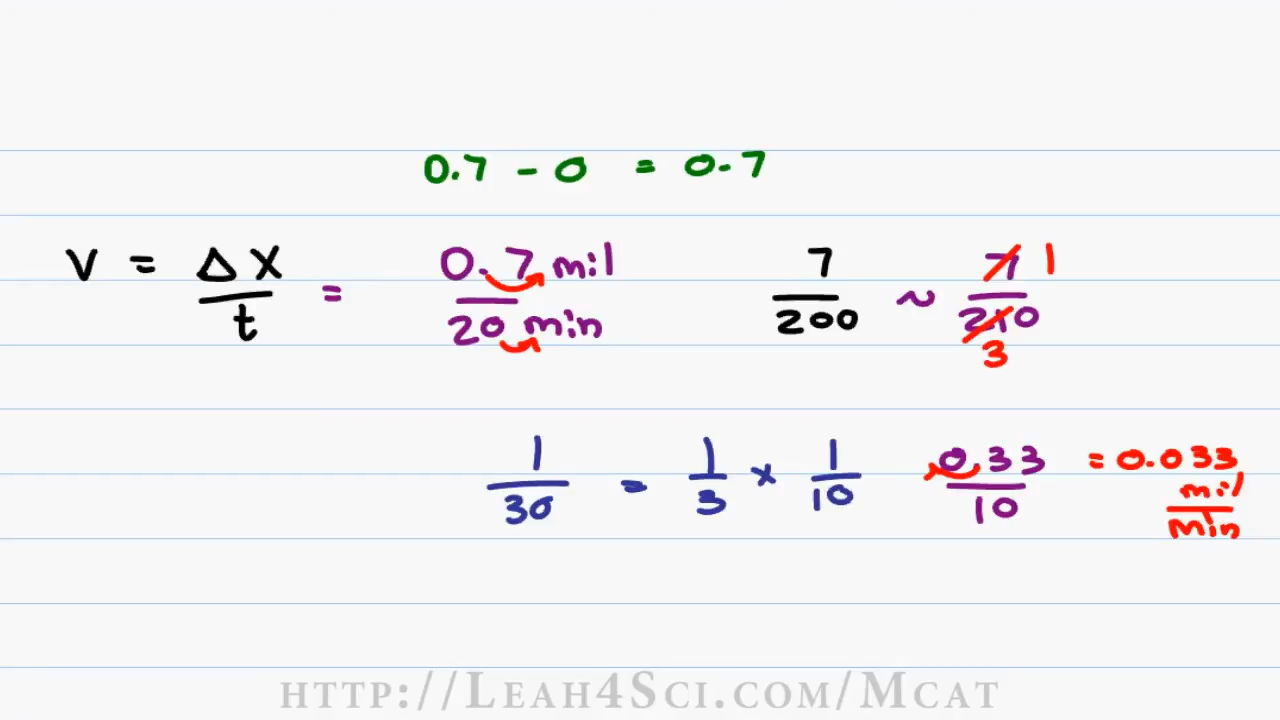 0.7 - 0 = 0.7
V = ΔX/t = 0.7 mil/20 min 7/200 ~ 7/210 1/3
1/30 = 1/3 x 1/10 0.33/10 = 0.033 mil/min
HTTP://LEAH4SCI.COM/MCAT